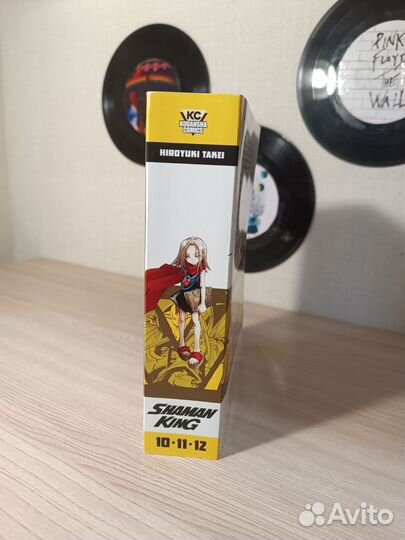 PINK
FLOYD
THE
WALL
KC
KODANSHA
COMICS
HIROYUKI TAKEI
SHAMAN
KING
10·11·12
Avito